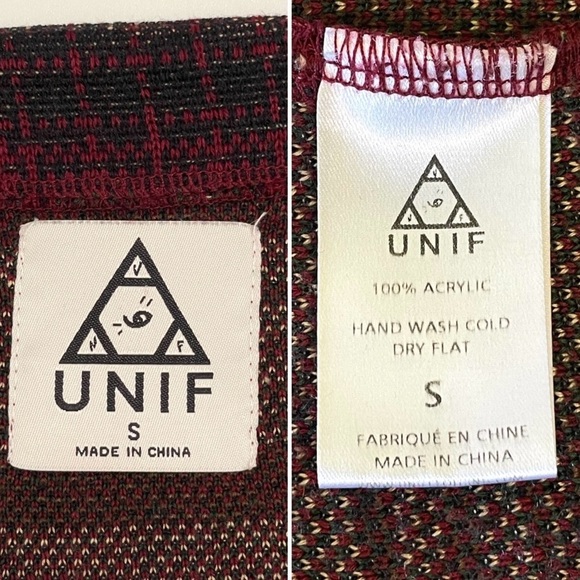 U
N F
UNIF
S
MADE IN CHINA
UNIF
100% ACRYLIC
HAND WASH COLD
DRY FLAT
S
FABRIQUÉ EN CHINE
MADE IN CHINA